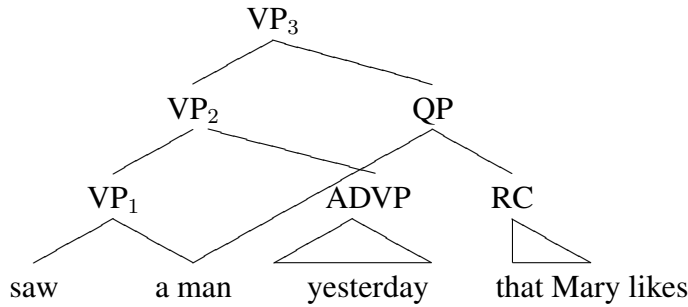 VP₃
VP₂ QP
VP₁ ADVP RC
saw a man yesterday that Mary likes